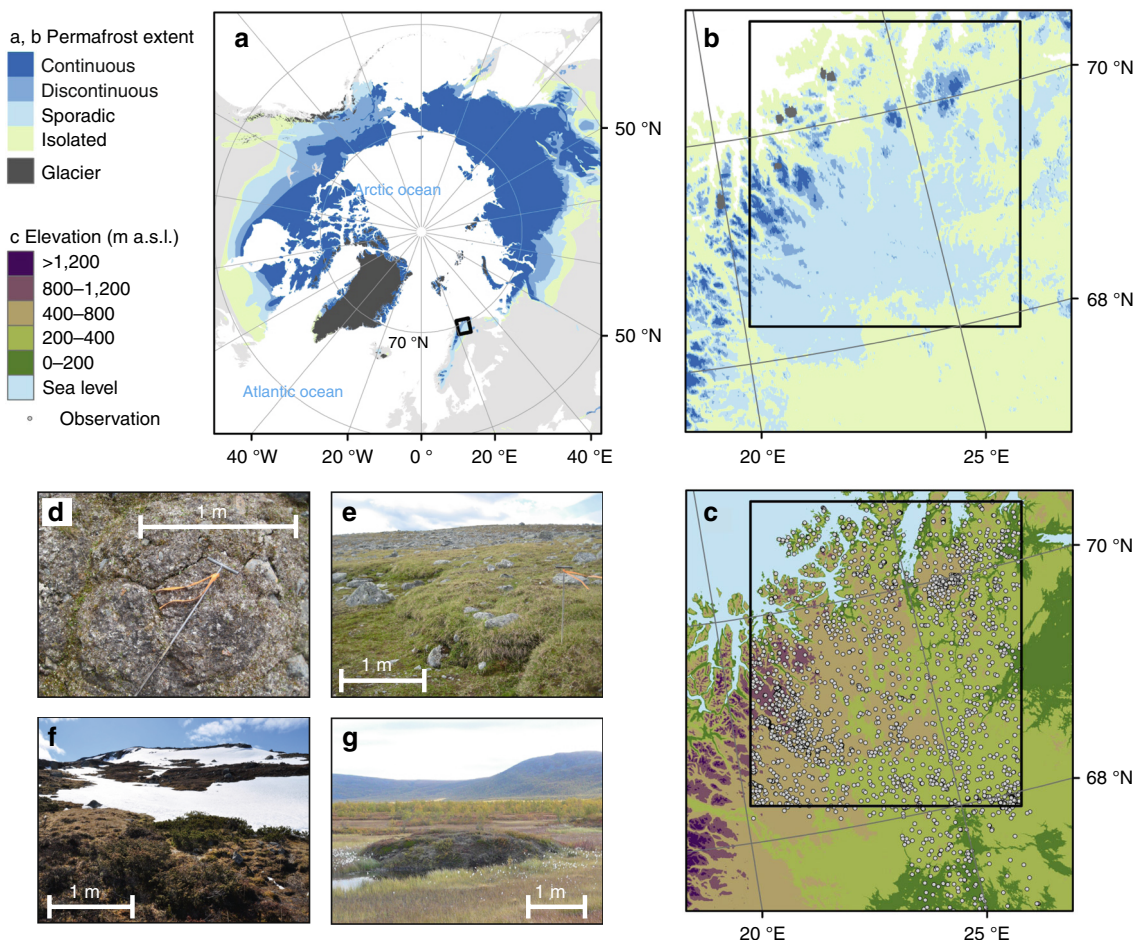 a, b Permafrost extent
Continuous
Discontinuous
Sporadic
Isolated
Glacier
c Elevation (m a.s.l.)
>1,200
800–1,200
400–800
200–400
0–200
Sea level
Observation
a
Arctic ocean
70 °N
Atlantic ocean
50 °N
50 °N
40 °W
20 °W
0 °
20 °E
40 °E
b
70 °N
68 °N
20 °E
25 °E
d
1 m
e
1 m
f
1 m
g
1 m
c
70 °N
68 °N
20 °E
25 °E